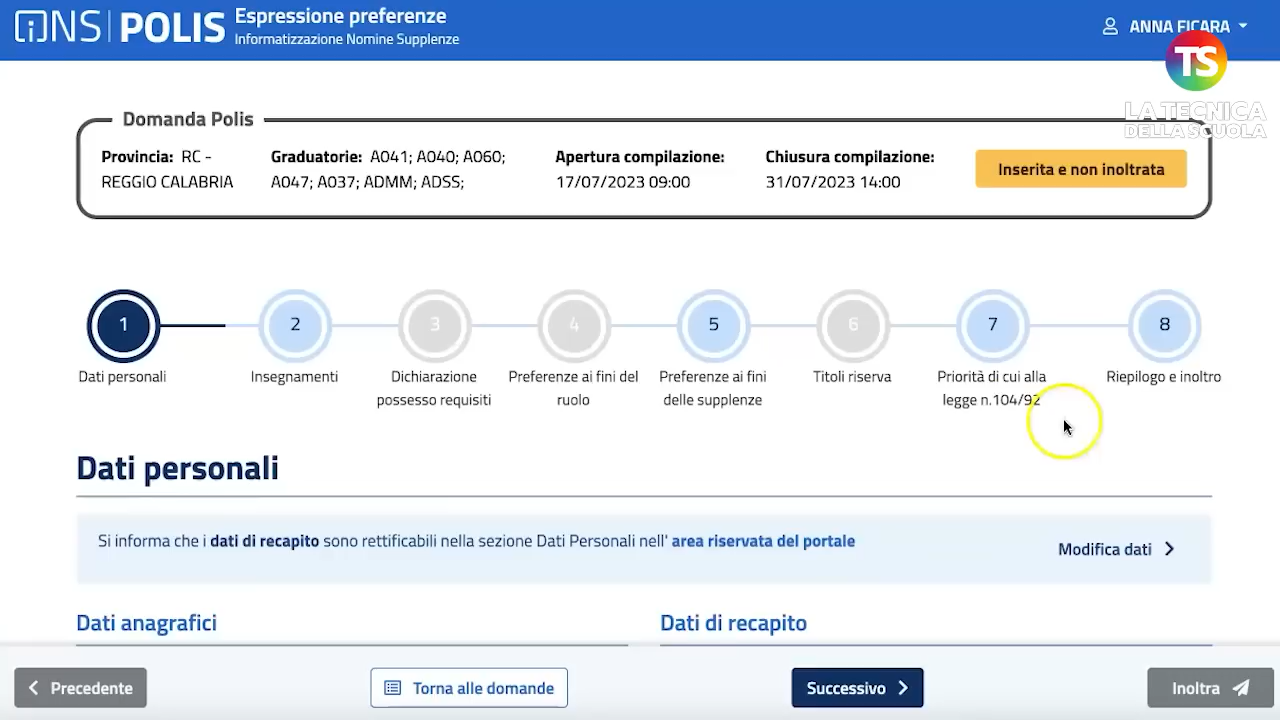 iNS | POLIS
Espressione preferenze
Informatizzazione Nomine Supplenze
ANNA FICARA
TS
LA TECNICA
DELLA SCUOLA
Domanda Polis
Provincia: RC -
REGGIO CALABRIA
Graduatorie: A041; A040; A060;
A047; A037; ADMM; ADSS;
Apertura compilazione:
17/07/2023 09:00
Chiusura compilazione:
31/07/2023 14:00
Inserita e non inoltrata
1
Dati personali
2
Insegnamenti
3
Dichiarazione
possesso requisiti
4
Preferenze ai fini del
ruolo
5
Preferenze ai fini
delle supplenze
6
Titoli riserva
7
Priorità di cui alla
legge n.104/92
8
Riepilogo e inoltro
Dati personali
Si informa che i dati di recapito sono rettificabili nella sezione Dati Personali nell' area riservata del portale
Modifica dati
Dati anagrafici
Dati di recapito
Precedente
Torna alle domande
Successivo
Inoltra